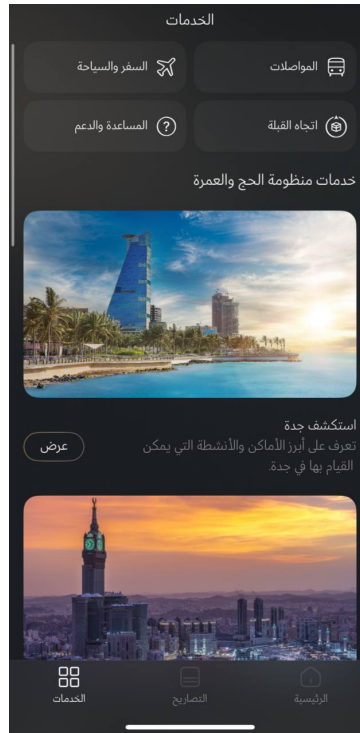 الخدمات
المواصلات
السفر والسياحة
اتجاه القبلة
المساعدة والدعم
خدمات منظومة الحج والعمرة
استكشف جدة
تعرف على أبرز الأماكن والأنشطة التي يمكن
القيام بها في جدة.
عرض
الرئيسية
التصاريح
الخدمات